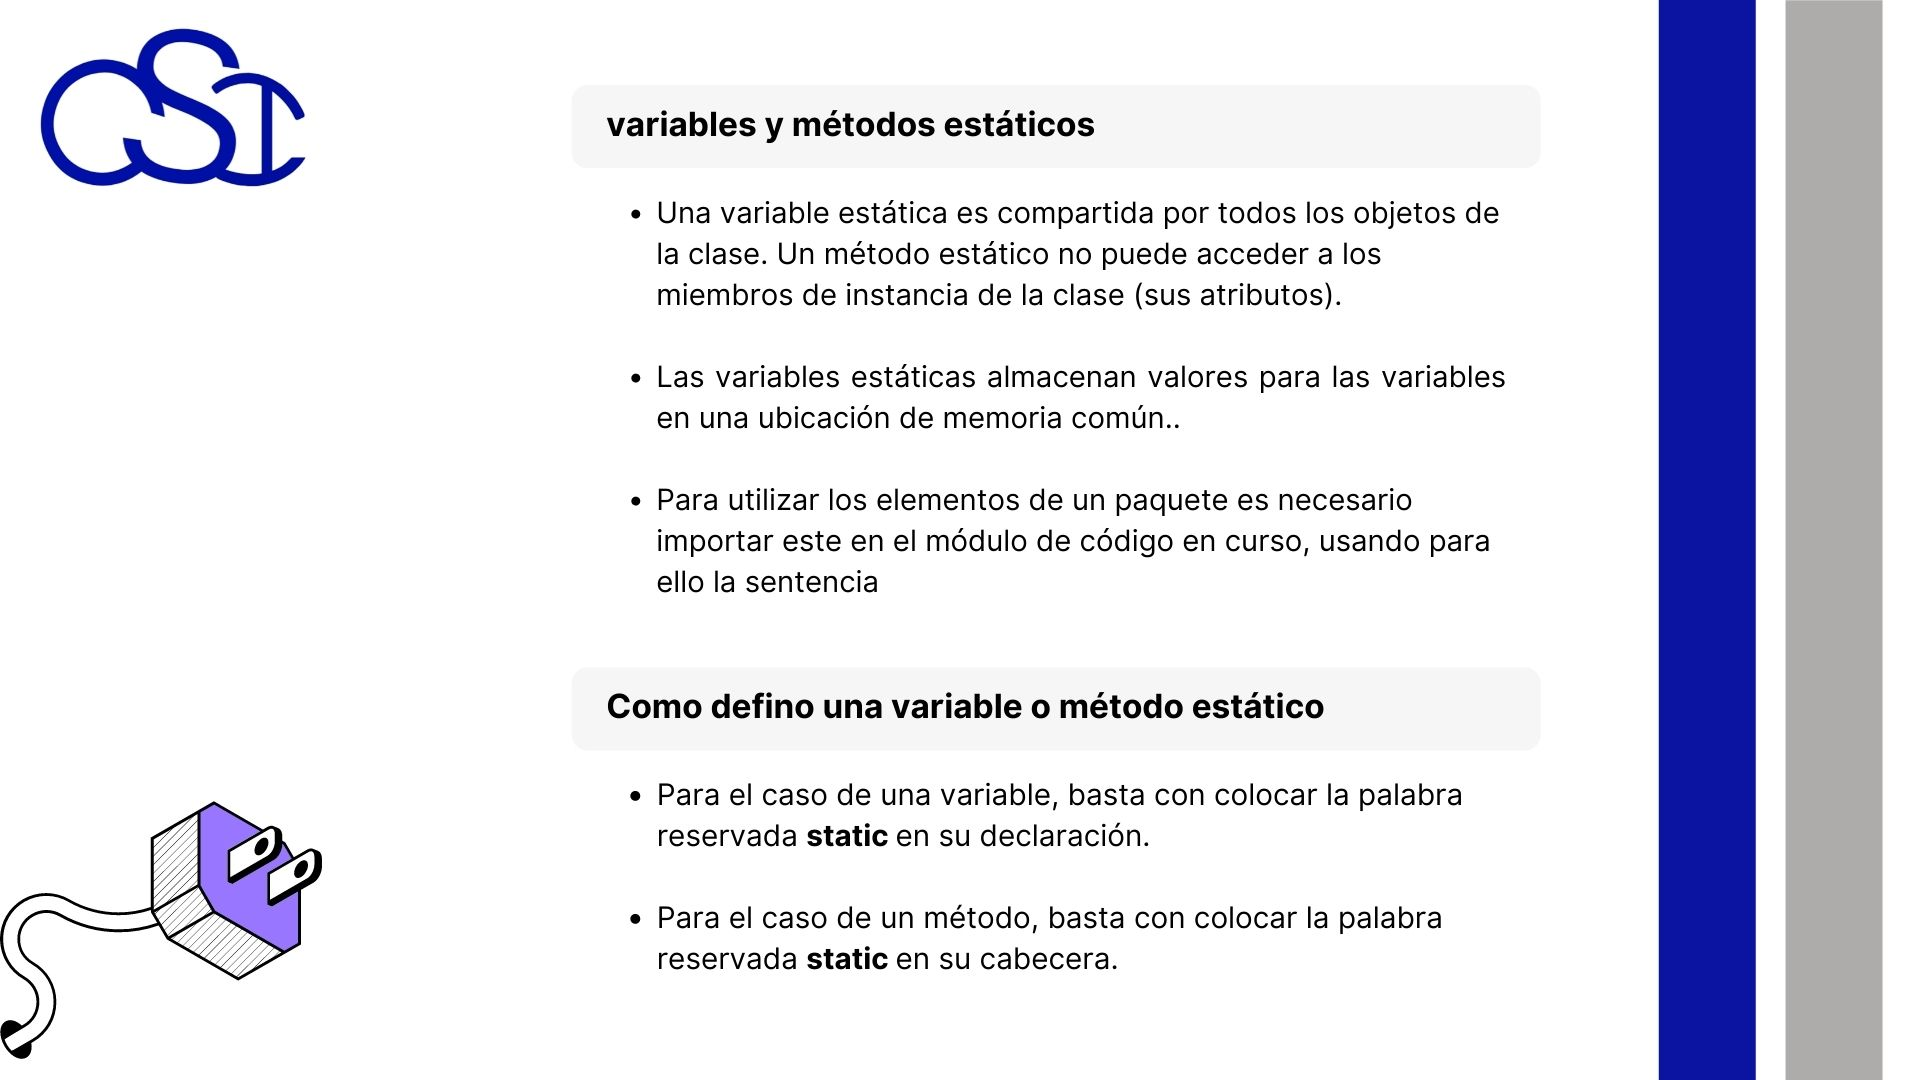 CSTC
variables y métodos estáticos
• Una variable estática es compartida por todos los objetos de
la clase. Un método estático no puede acceder a los
miembros de instancia de la clase (sus atributos).
• Las variables estáticas almacenan valores para las variables
en una ubicación de memoria común..
• Para utilizar los elementos de un paquete es necesario
importar este en el módulo de código en curso, usando para
ello la sentencia
Como defino una variable o método estático
• Para el caso de una variable, basta con colocar la palabra
reservada static en su declaración.
• Para el caso de un método, basta con colocar la palabra
reservada static en su cabecera.